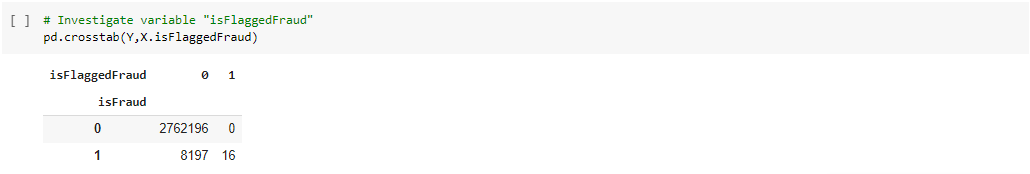 [ ] # Investigate variable "isFlaggedFraud"
pd.crosstab(Y,X.isFlaggedFraud)
isFlaggedFraud 0 1
isFraud
0 2762196 0
1 8197 16